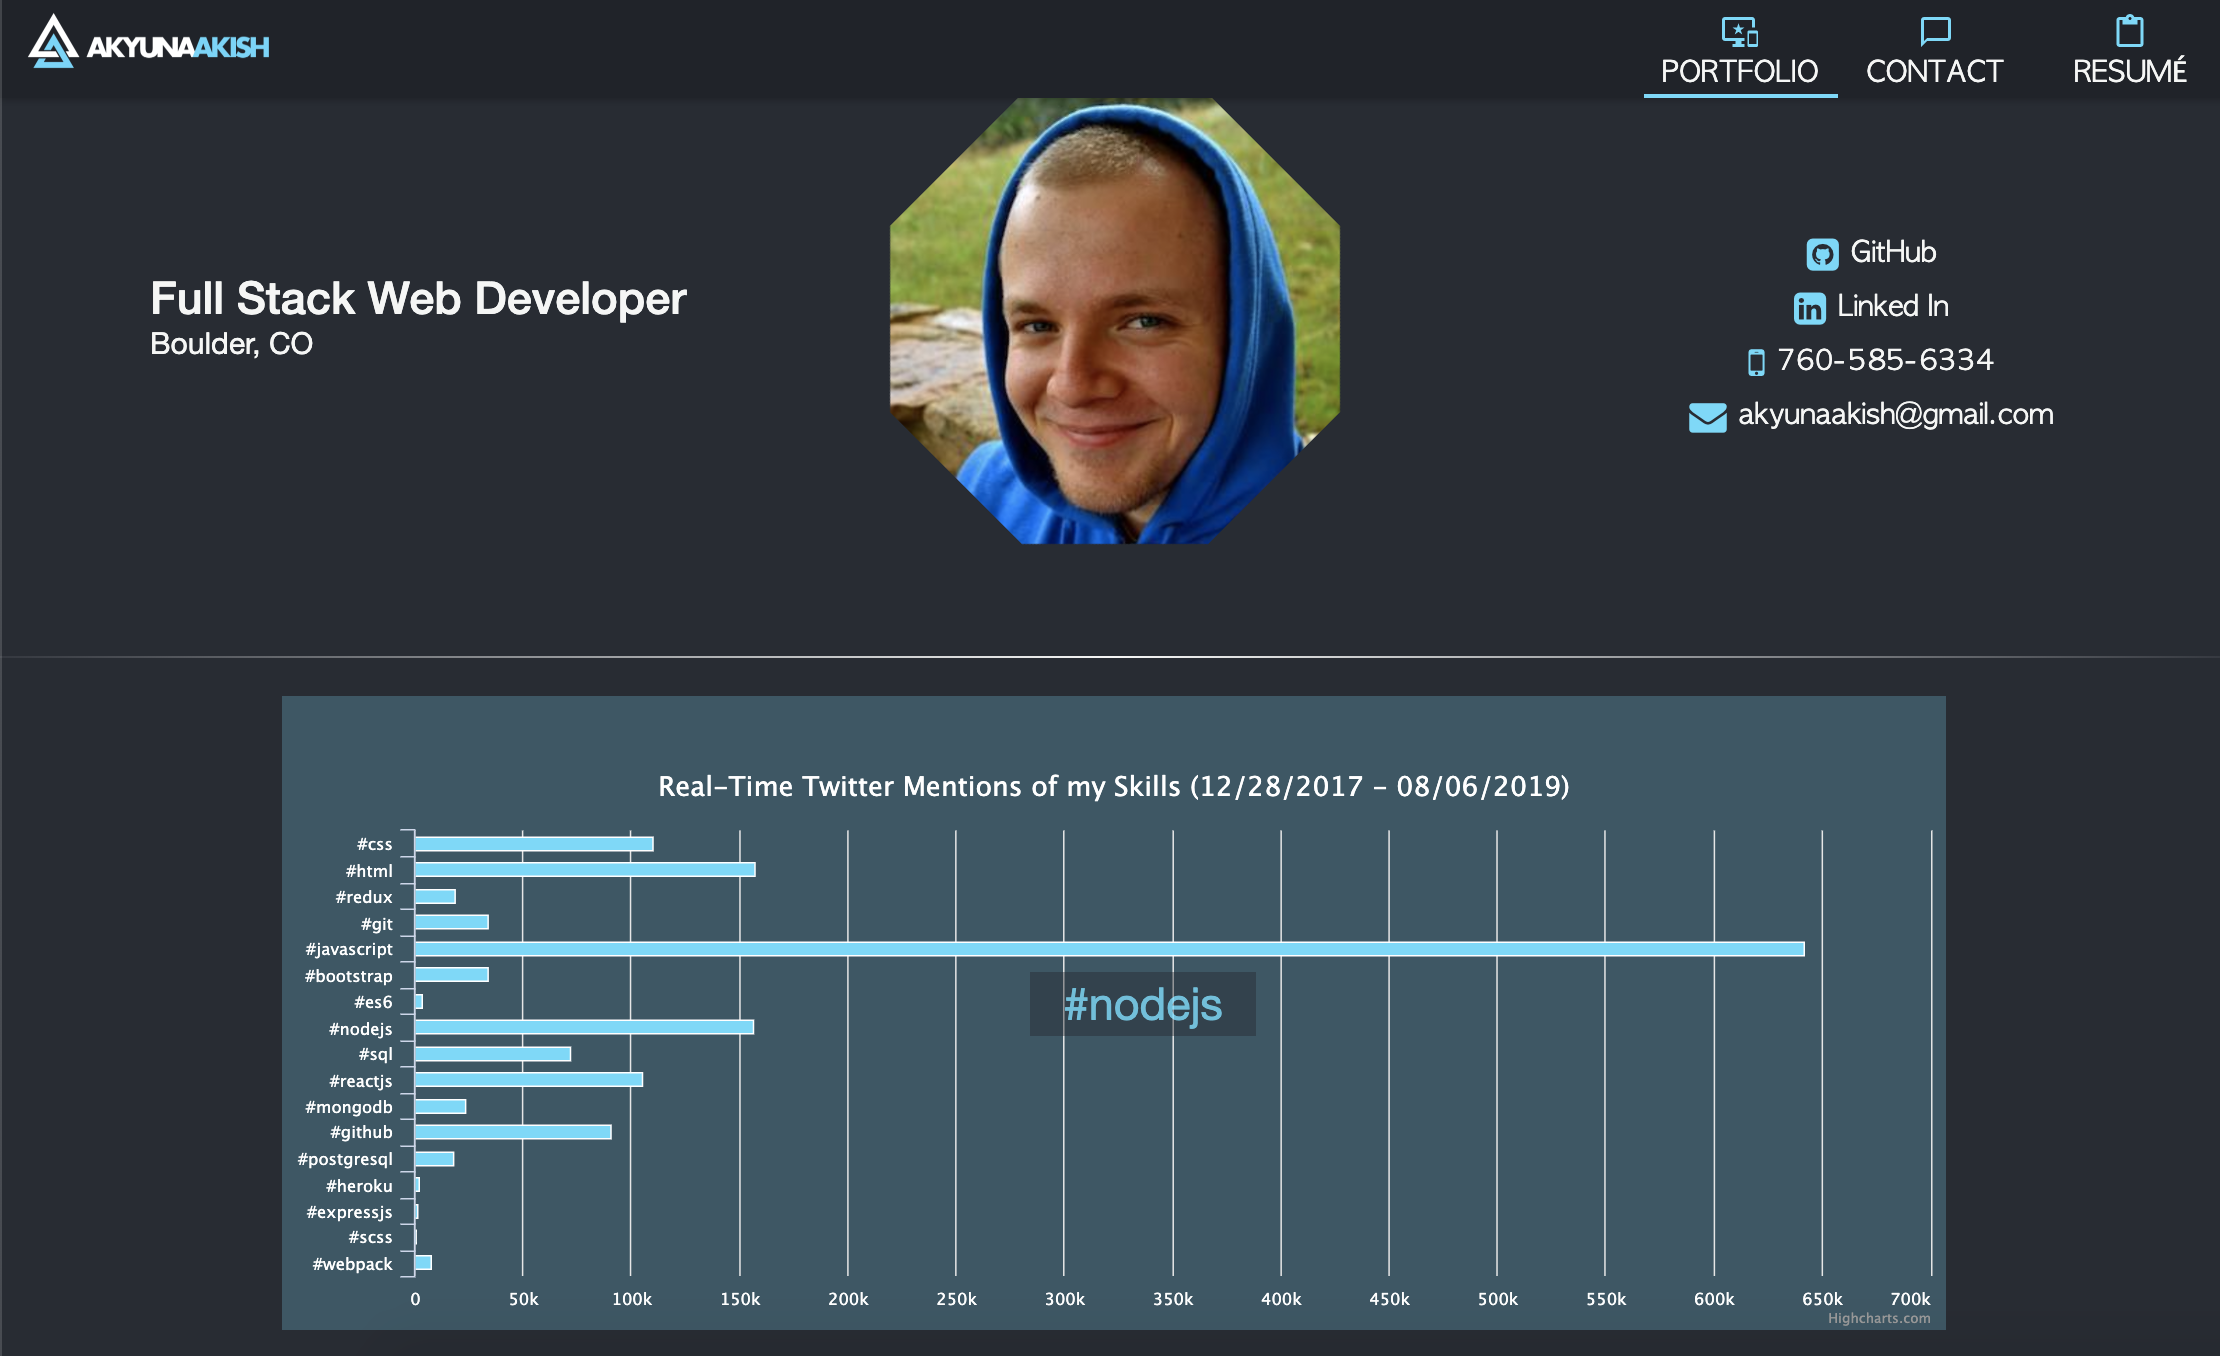 AKYUNAAKISH
PORTFOLIO
CONTACT
RESUMÉ
Full Stack Web Developer
Boulder, CO
GitHub
Linked In
760-585-6334
akyunaakish@gmail.com
Real-Time Twitter Mentions of my Skills (12/28/2017 - 08/06/2019)
#css
#html
#redux
#git
#javascript
#bootstrap
#es6
#nodejs
#nodejs
#sql
#reactjs
#mongodb
#github
#postgresql
#heroku
#expressjs
#scss
#webpack
0 50k 100k 150k 200k 250k 300k 350k 400k 450k 500k 550k 600k 650k 700k
Highcharts.com